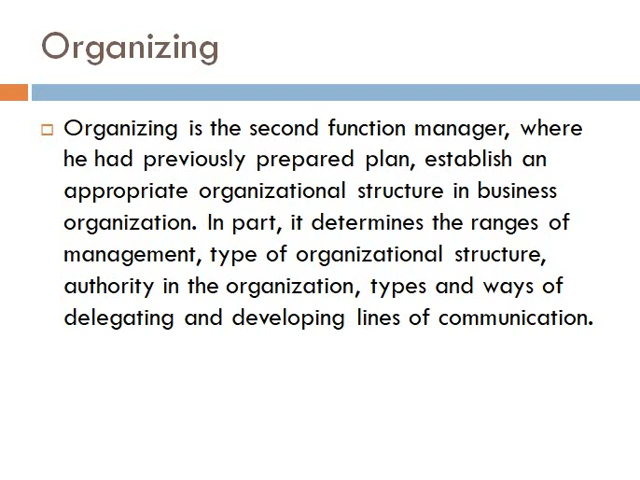 Organizing
Organizing is the second function manager, where
he had previously prepared plan, establish an
appropriate organizational structure in business
organization. In part, it determines the ranges of
management, type of organizational structure,
authority in the organization, types and ways of
delegating and developing lines of communication.